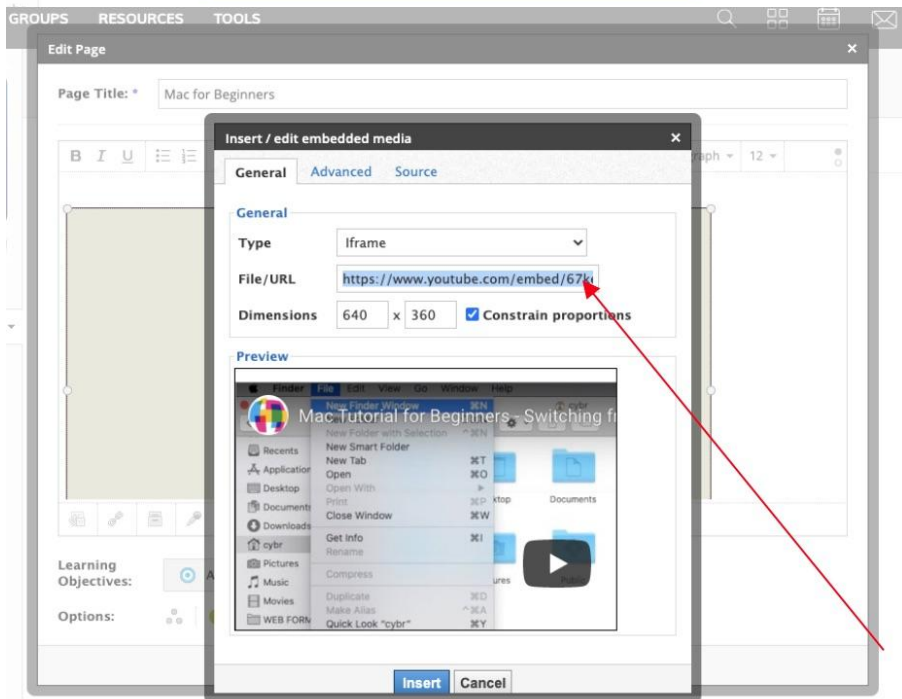 GROUPS RESOURCES TOOLS
Edit Page ×
Page Title: * Mac for Beginners
Insert / edit embedded media ×
B I U 12
General Advanced Source
General
Type Iframe
File/URL https://www.youtube.com/embed/67k
Dimensions 640 x 360 Constrain proportions
Preview
Finder File Edit View Go Window Help
New Finder Window ⌘N
Mac Tutorial for Beginners - Switching fr
New Folder with Selection ^⌘N
Recents New Smart Folder
New Tab ⌘T
Applications Open ⌘O
Desktop Open With
Documents Print ⌘P Documents
Close Window ⌘W
Downloads
cybr Get Info ⌘I
Rename
Pictures
Music Compress
Movies Duplicate ⌘D
Make Alias ^⌘A
WEB FORM Quick Look "cybr" ⌘Y
Learning
Objectives:
Options:
Insert Cancel